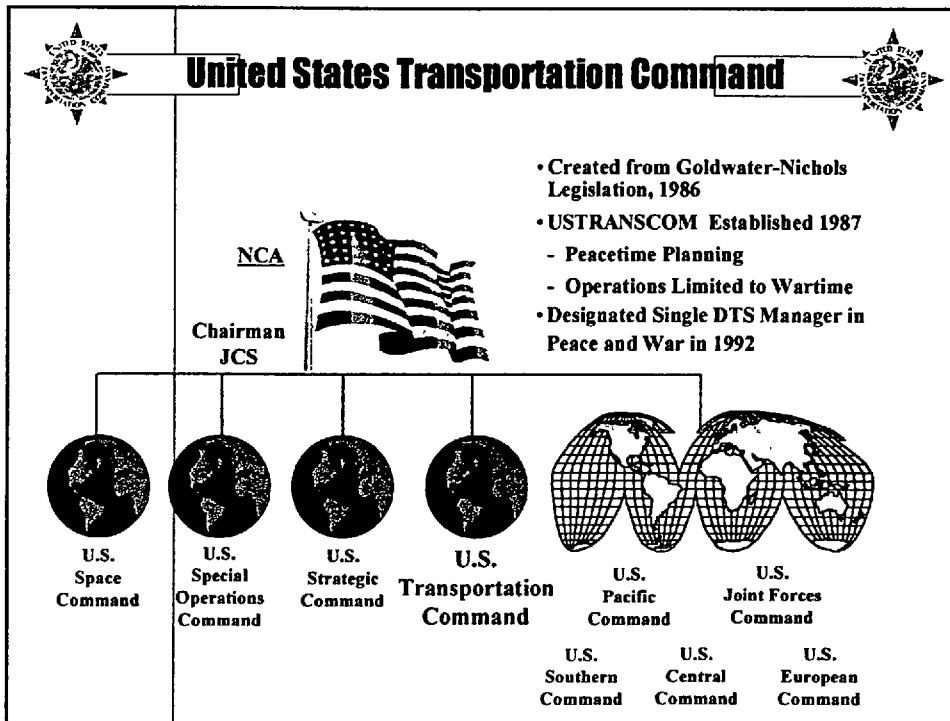 United States Transportation Command
• Created from Goldwater-Nichols
Legislation, 1986
• USTRANSCOM Established 1987
- Peacetime Planning
- Operations Limited to Wartime
• Designated Single DTS Manager in
Peace and War in 1992
NCA
Chairman
JCS
U.S.
Space
Command
U.S.
Special
Operations
Command
U.S.
Strategic
Command
U.S.
Transportation
Command
U.S.
Pacific
Command
U.S.
Joint Forces
Command
U.S.
Southern
Command
U.S.
Central
Command
U.S.
European
Command